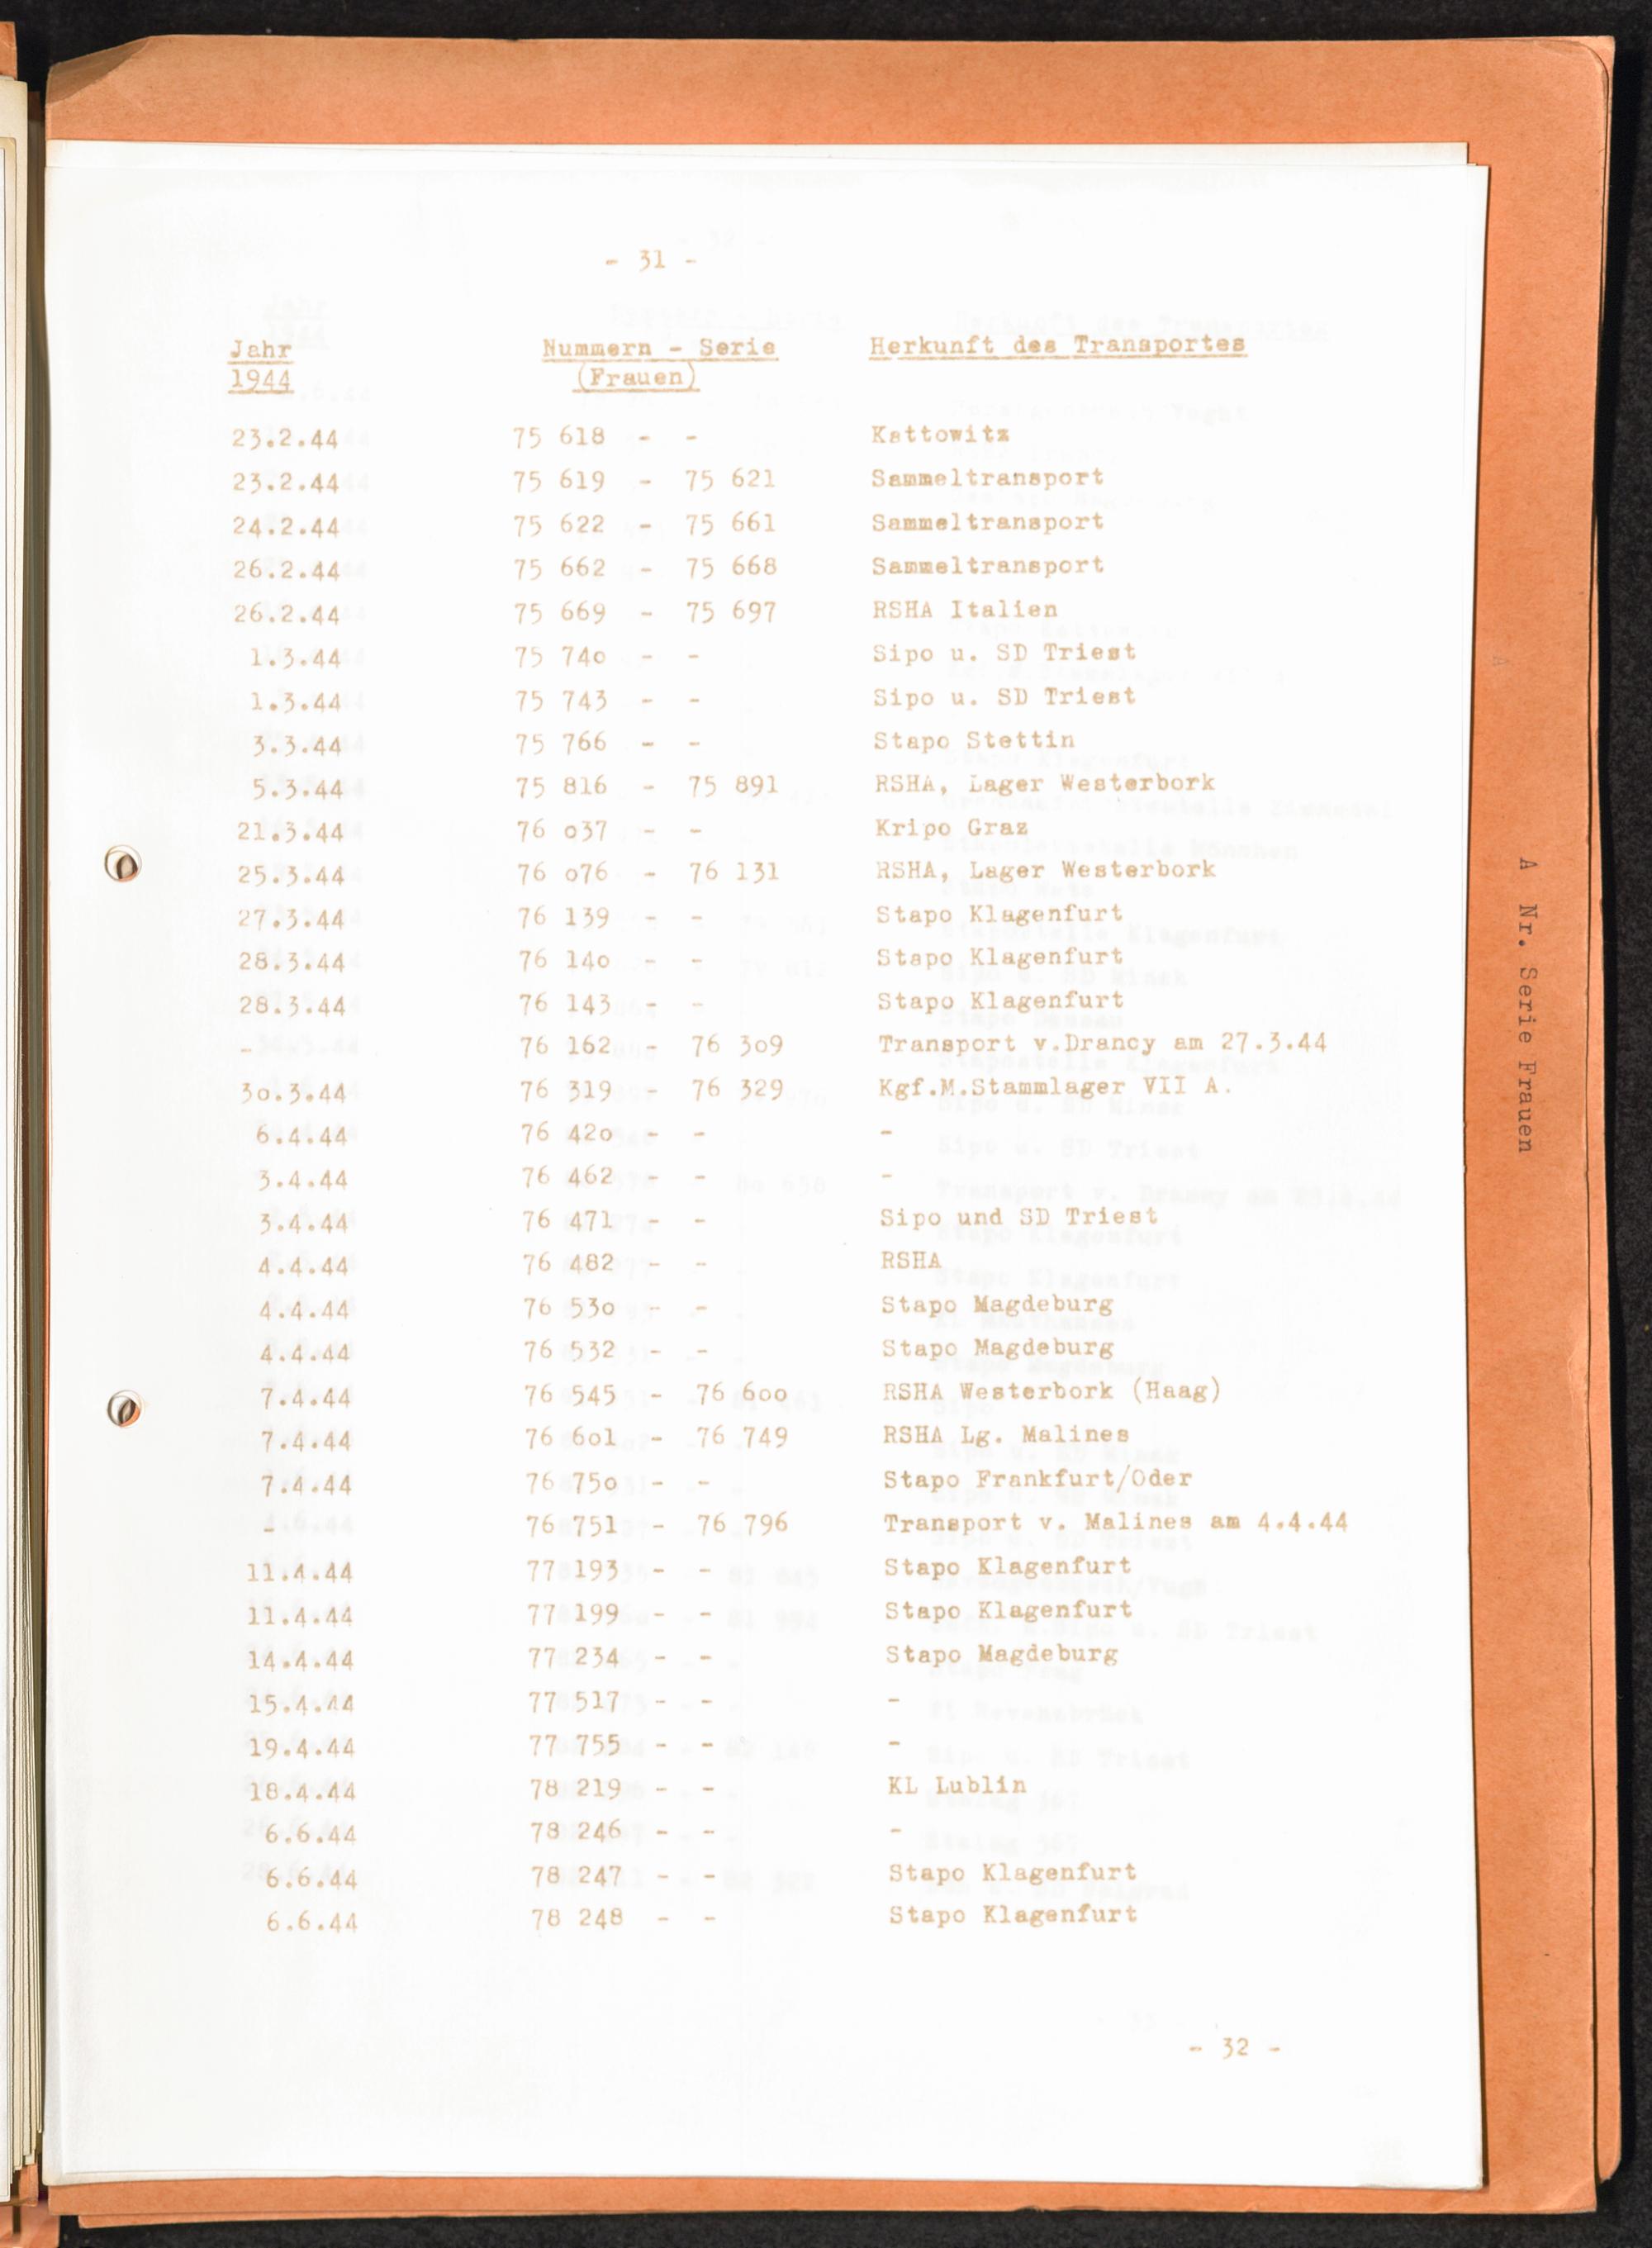 - 31 -
Jahr Nummern - Serie Herkunft des Transportes
1944 (Frauen)
23.2.44 75 618 - - Kattowitz
23.2.44 75 619 - 75 621 Sammeltransport
24.2.44 75 622 - 75 661 Sammeltransport
26.2.44 75 662 - 75 668 Sammeltransport
26.2.44 75 669 - 75 697 RSHA Italien
1.3.44 75 74o - - Sipo u. SD Triest
1.3.44 75 743 - - Sipo u. SD Triest
3.3.44 75 766 - - Stapo Stettin
5.3.44 75 816 - 75 891 RSHA, Lager Westerbork
21.3.44 76 o37 - - Kripo Graz
25.3.44 76 o76 - 76 131 RSHA, Lager Westerbork
27.3.44 76 139 - - Stapo Klagenfurt
28.3.44 76 14o - - Stapo Klagenfurt
28.3.44 76 143 - - Stapo Klagenfurt
- 76 162 - 76 3o9 Transport v.Drancy am 27.3.44
3o.3.44 76 319 - 76 329 Kgf.M.Stammlager VII A.
6.4.44 76 42o - - -
3.4.44 76 462 - - -
3.4.44 76 471 - - Sipo und SD Triest
4.4.44 76 482 - - RSHA
4.4.44 76 53o - - Stapo Magdeburg
4.4.44 76 532 - - Stapo Magdeburg
7.4.44 76 545 - 76 6oo RSHA Westerbork (Haag)
7.4.44 76 6o1 - 76 749 RSHA Lg. Malines
7.4.44 76 75o - - Stapo Frankfurt/Oder
- 76 751 - 76 796 Transport v. Malines am 4.4.44
11.4.44 77 193 - - Stapo Klagenfurt
11.4.44 77 199 - - Stapo Klagenfurt
14.4.44 77 234 - - Stapo Magdeburg
15.4.44 77 517 - - -
19.4.44 77 755 - - -
18.4.44 78 219 - - KL Lublin
6.6.44 78 246 - - -
6.6.44 78 247 - - Stapo Klagenfurt
6.6.44 78 248 - - Stapo Klagenfurt
- 32 -
A Nr. Serie Frauen